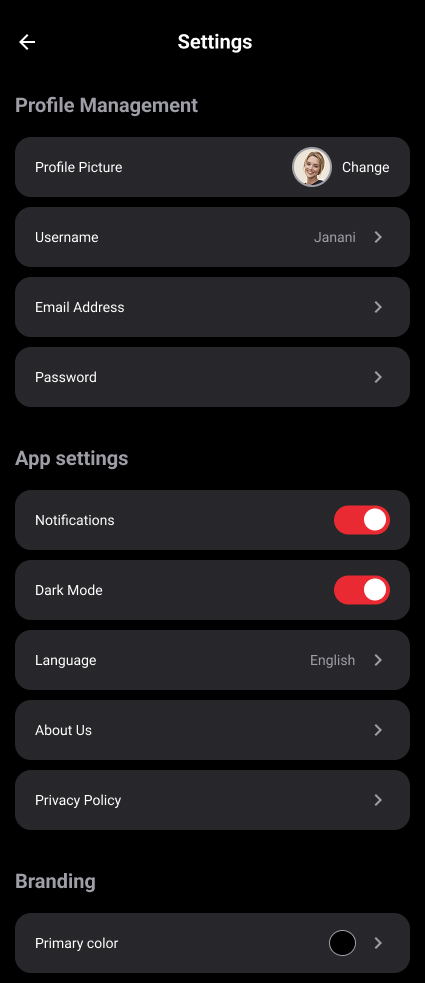 Settings
Profile Management
Profile Picture Change
Username Janani
Email Address
Password
App settings
Notifications
Dark Mode
Language English
About Us
Privacy Policy
Branding
Primary color